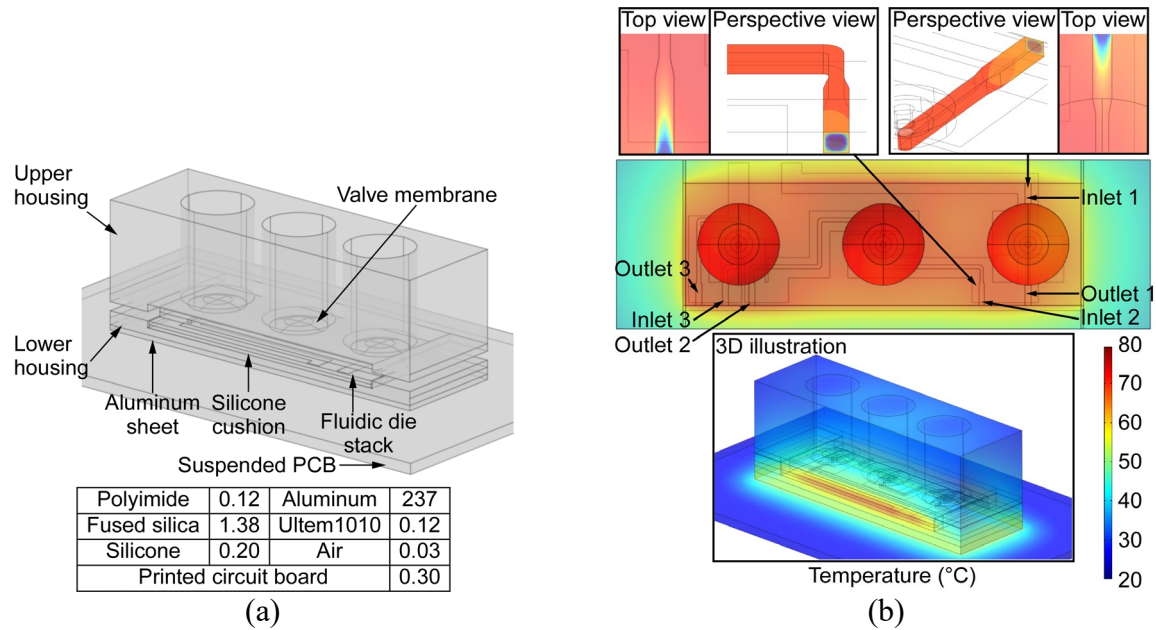 Upper
housing
Valve membrane
Lower
housing
Aluminum
sheet
Silicone
cushion
Fluidic die
stack
Suspended PCB
Polyimide 0.12 Aluminum 237
Fused silica 1.38 Ultem1010 0.12
Silicone 0.20 Air 0.03
Printed circuit board 0.30
(a)
Top view Perspective view Perspective view Top view
Inlet 1
Outlet 3
Outlet 1
Inlet 3
Inlet 2
Outlet 2
3D illustration
80
70
60
50
40
30
20
Temperature (°C)
(b)